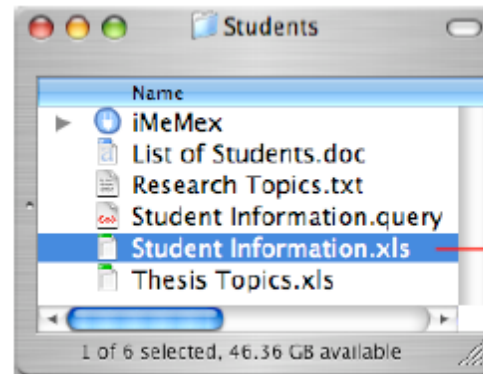 Students
Name
iMeMex
List of Students.doc
Research Topics.txt
Student Information.query
Student Information.xls
Thesis Topics.xls
1 of 6 selected, 46.36 GB available